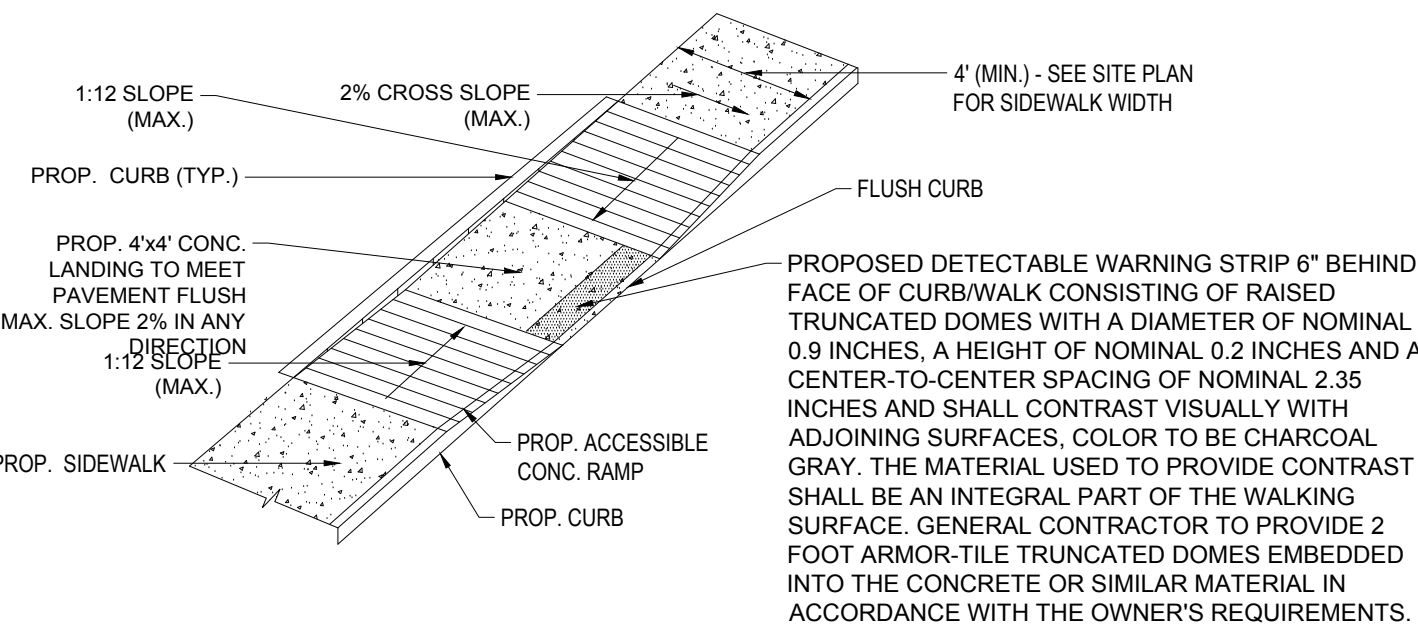 1:12 SLOPE
(MAX.)
2% CROSS SLOPE
(MAX.)
4' (MIN.) - SEE SITE PLAN
FOR SIDEWALK WIDTH
PROP. CURB (TYP.)
FLUSH CURB
PROP. 4'x4' CONC.
LANDING TO MEET
PAVEMENT FLUSH
MAX. SLOPE 2% IN ANY
DIRECTION
1:12 SLOPE
(MAX.)
PROPOSED DETECTABLE WARNING STRIP 6" BEHIND
FACE OF CURB/WALK CONSISTING OF RAISED
TRUNCATED DOMES WITH A DIAMETER OF NOMINAL
0.9 INCHES, A HEIGHT OF NOMINAL 0.2 INCHES AND A
CENTER-TO-CENTER SPACING OF NOMINAL 2.35
INCHES AND SHALL CONTRAST VISUALLY WITH
ADJOINING SURFACES, COLOR TO BE CHARCOAL
GRAY. THE MATERIAL USED TO PROVIDE CONTRAST
SHALL BE AN INTEGRAL PART OF THE WALKING
SURFACE. GENERAL CONTRACTOR TO PROVIDE 2
FOOT ARMOR-TILE TRUNCATED DOMES EMBEDDED
INTO THE CONCRETE OR SIMILAR MATERIAL IN
ACCORDANCE WITH THE OWNER'S REQUIREMENTS.
PROP. SIDEWALK
PROP. ACCESSIBLE
CONC. RAMP
PROP. CURB